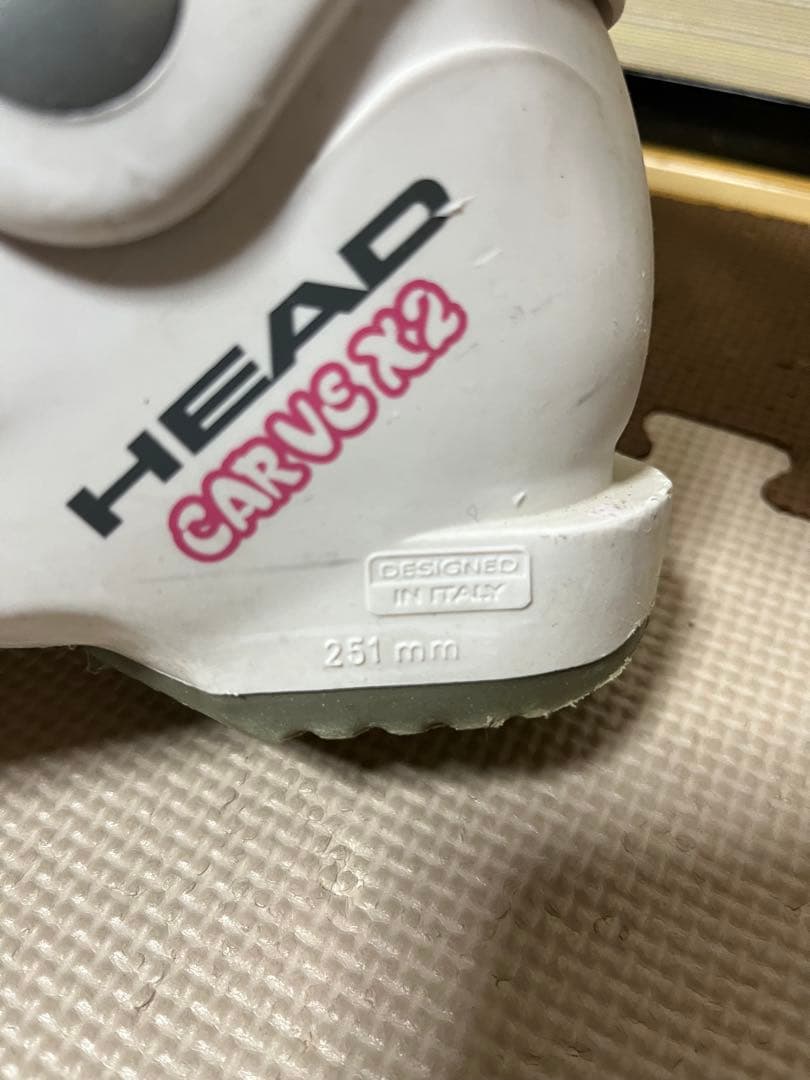 HEAD
CARVE X2
DESIGNED
IN ITALY
251 mm